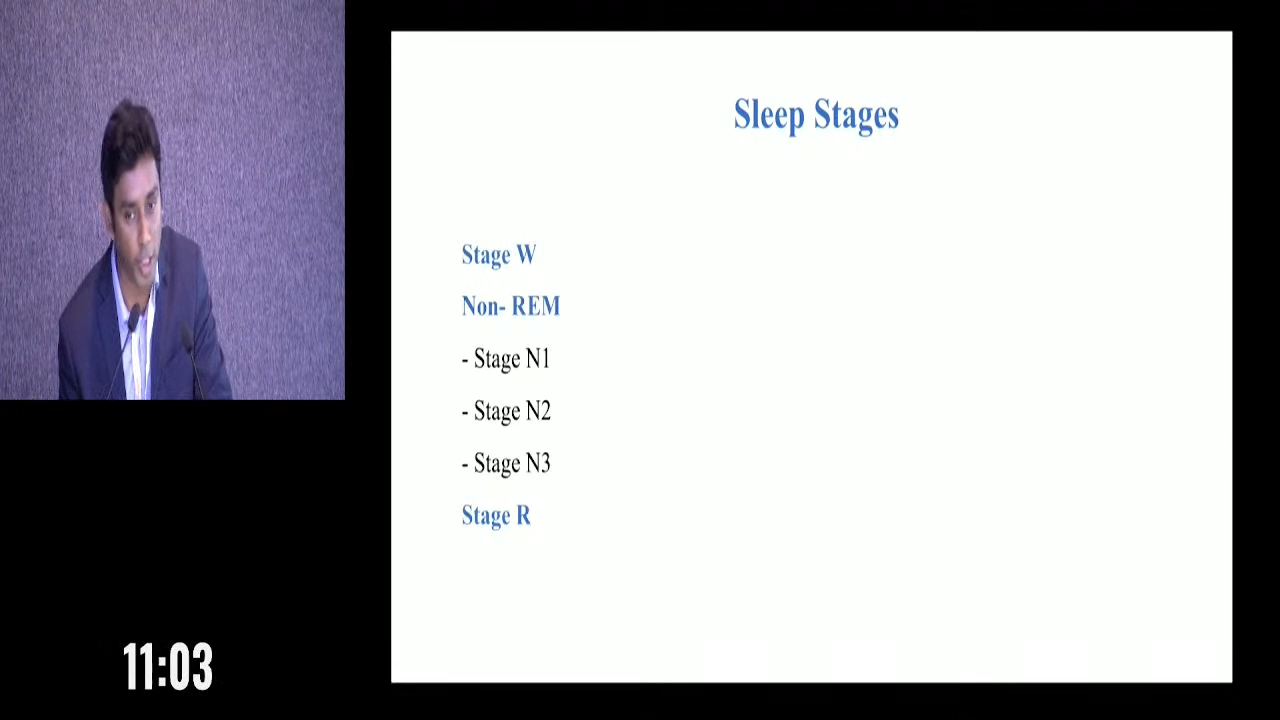 Sleep Stages
Stage W
Non- REM
- Stage N1
- Stage N2
- Stage N3
Stage R
11:03